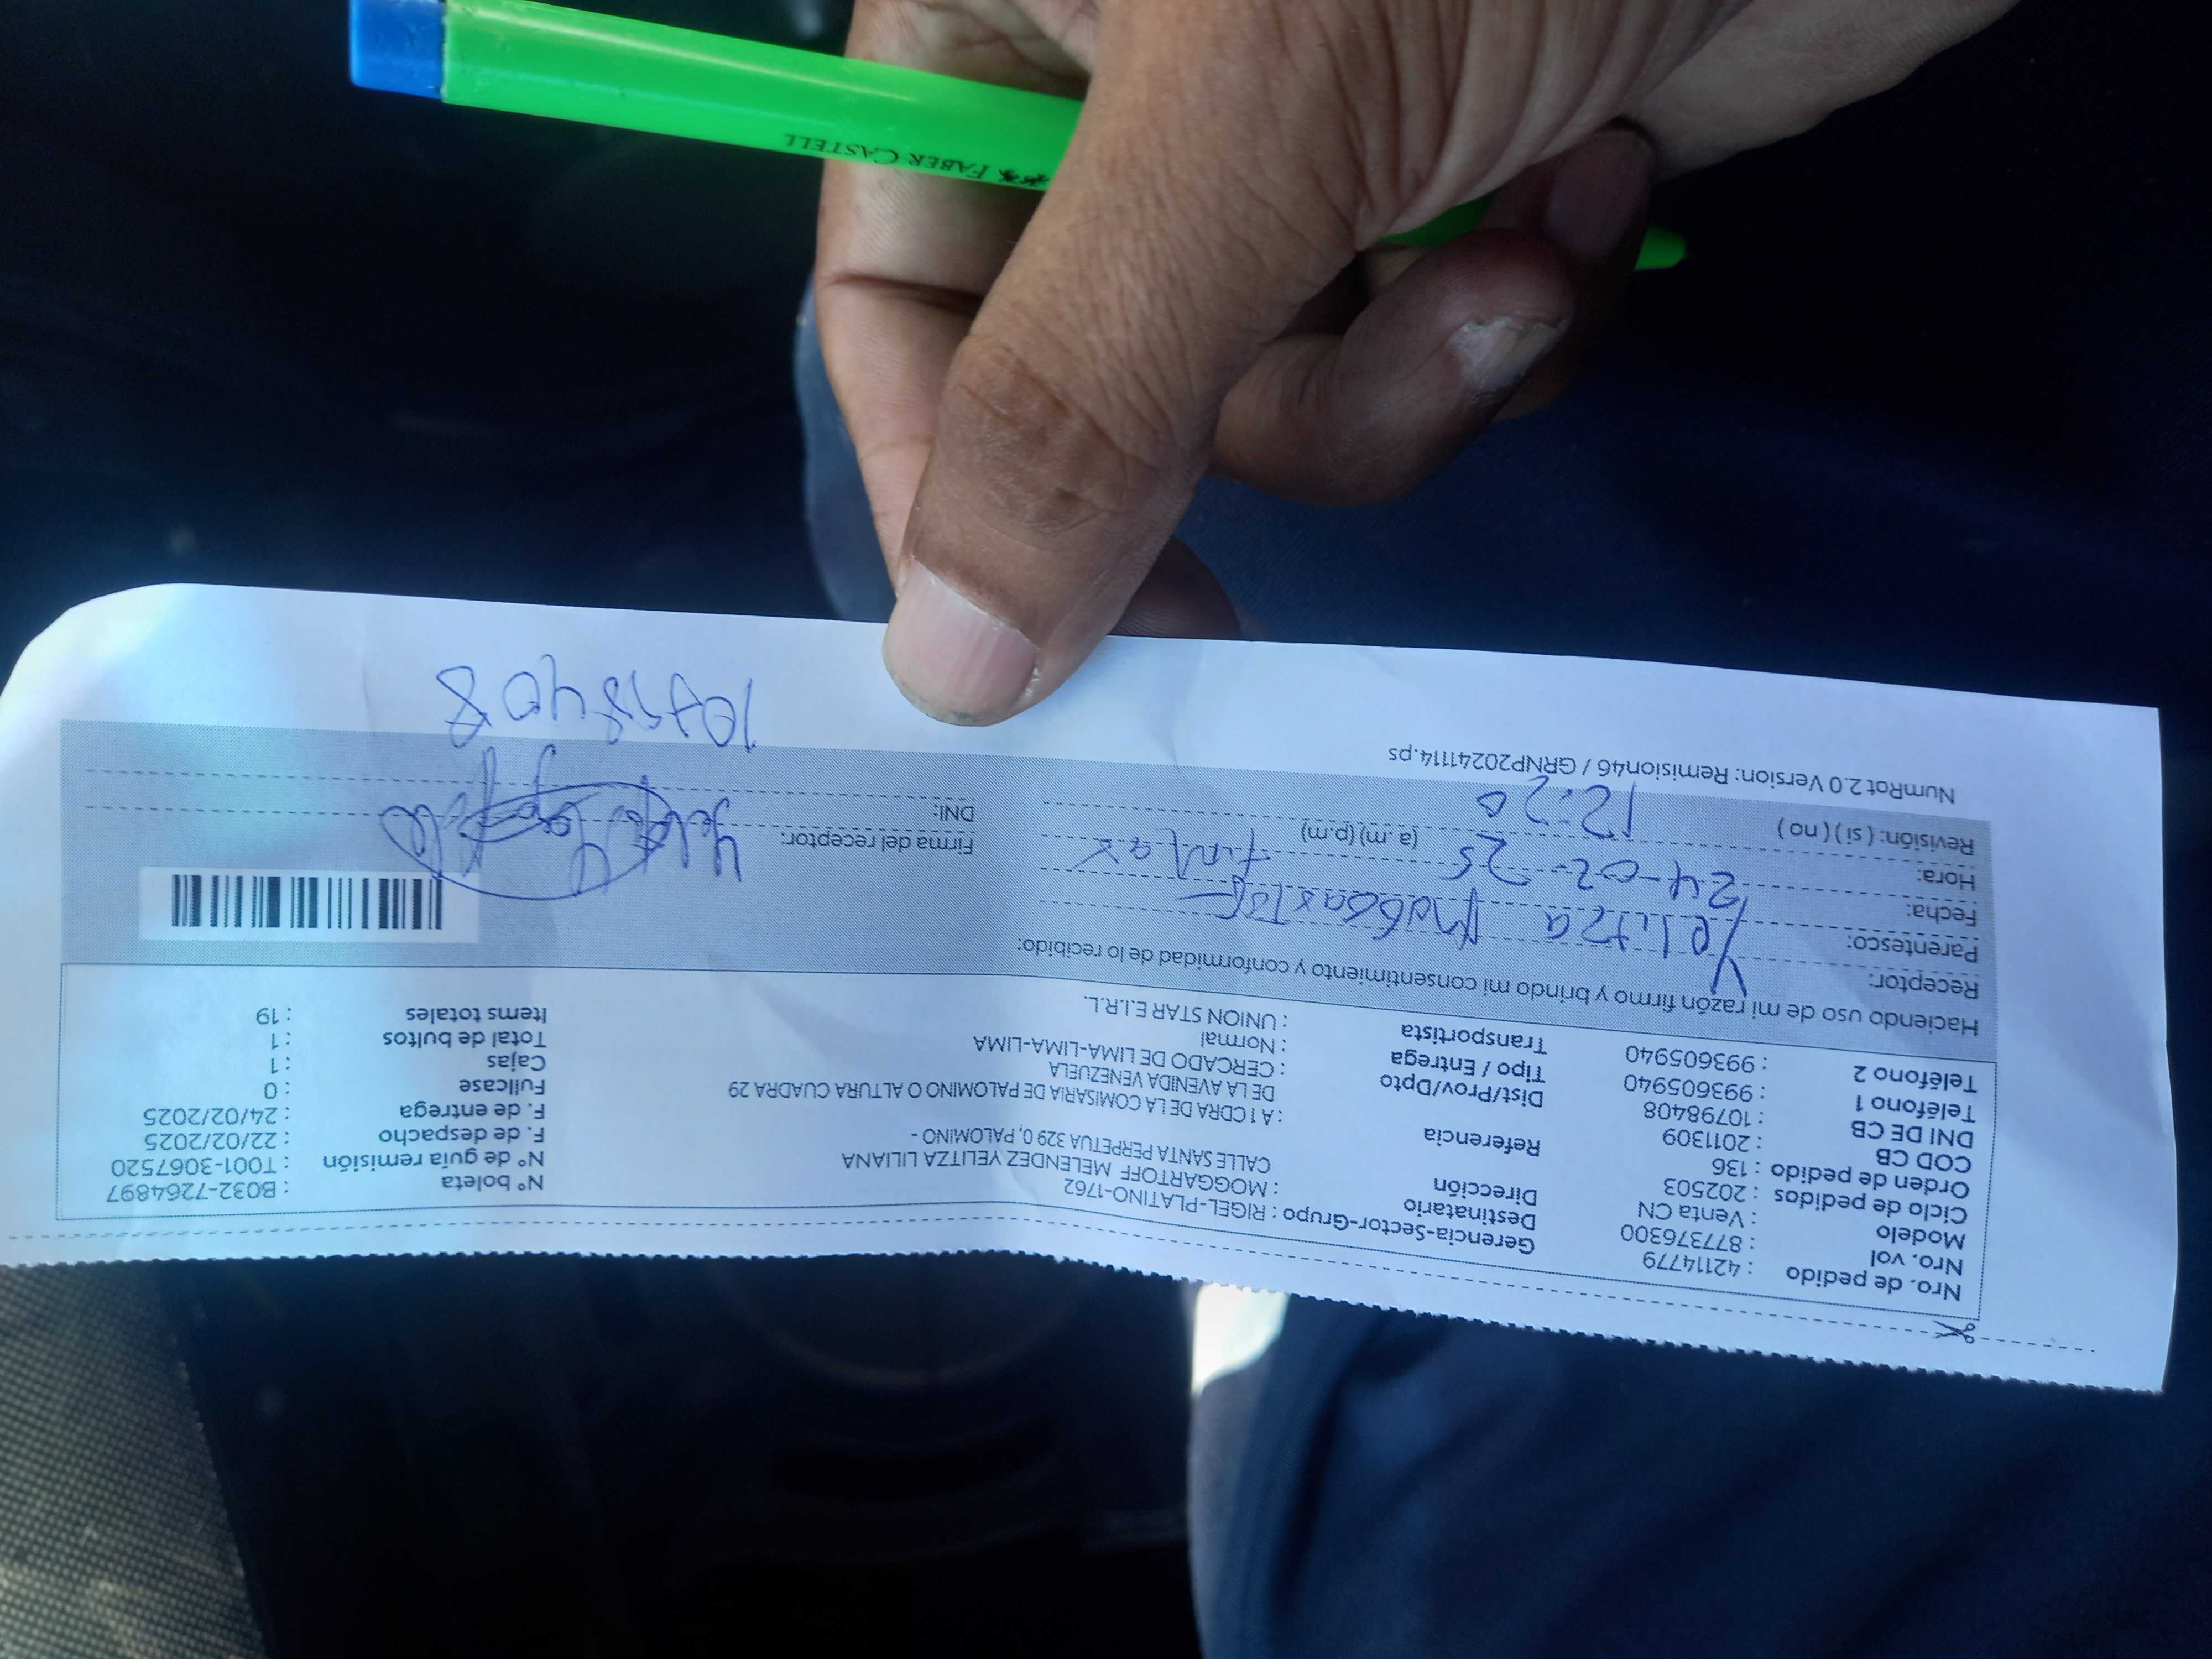 FABER CASTELL
Nro. de pedido : 42114779
Nro. vol : 877376300
Modelo : Venta CN
Ciclo de pedidos : 202503
Orden de pedido : 136
COD CB : 2011309
DNI DE CB : 10798408
Teléfono 1 : 993605940
Teléfono 2 : 993605940
Gerencia-Sector-Grupo : RIGEL-PLATINO-1762
Destinatario : MOGGARTOFF MELENDEZ YELITZA LILIANA
Dirección CALLE SANTA PERPETUA 329 0, PALOMINO -
Referencia : A 1 CDRA DE LA COMISARIA DE PALOMINO O ALTURA CUADRA 29
DE LA AVENIDA VENEZUELA
Dist/Prov/Dpto : CERCADO DE LIMA-LIMA-LIMA
Tipo / Entrega : Normal
Transportista : UNION STAR E.I.R.L.
N° boleta : B032-7264897
N° de guia remisión : T001-3067520
F. de despacho : 22/02/2025
F. de entrega : 24/02/2025
Fullcase : 0
Cajas : 1
Total de bultos : 1
Items totales : 19
Haciendo uso de mi razón firmo y brindo mi consentimiento y conformidad de lo recibido:
Receptor: Yelitza
Parentesco:
Fecha: 24-02-25
Hora: 12:20 (a.m) (p.m)
Revisión: ( si ) ( no )
Firma del receptor:
DNI:
10798408
NumRot 2.0 Version: Remision46 / GRNP20241114.ps